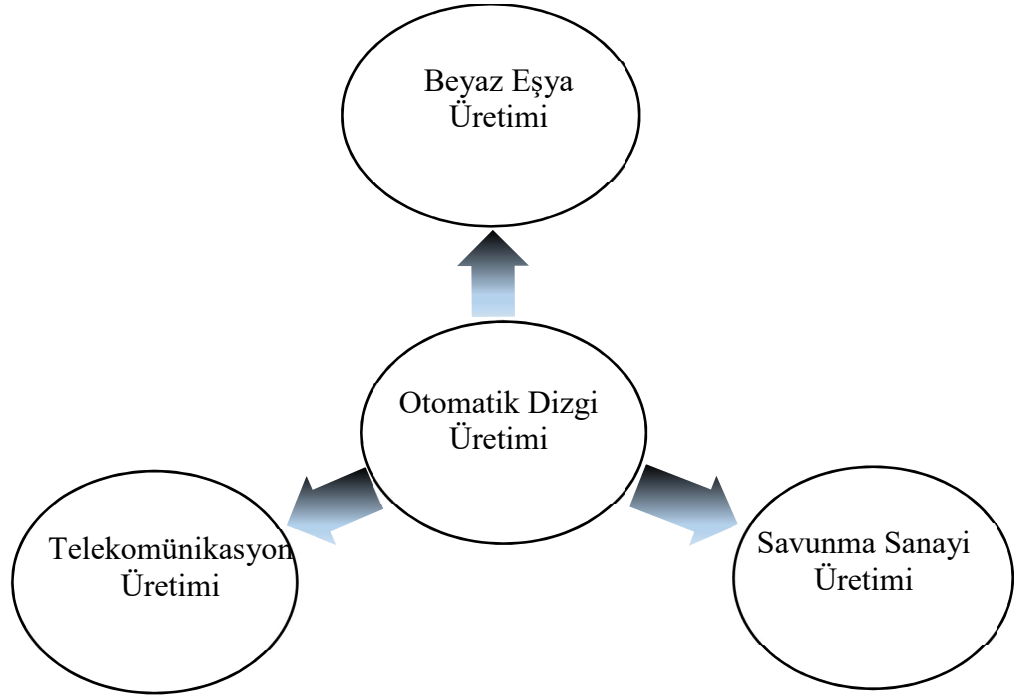 Beyaz Eşya
Üretimi
Otomatik Dizgi
Üretimi
Telekomünikasyon
Üretimi
Savunma Sanayi
Üretimi